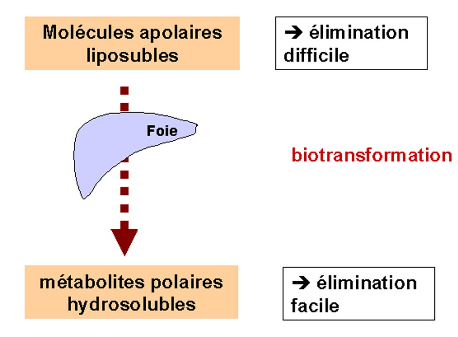 Molécules apolaires
liposubles
➔ élimination
difficile
Foie
biotransformation
métabolites polaires
hydrosolubles
➔ élimination
facile